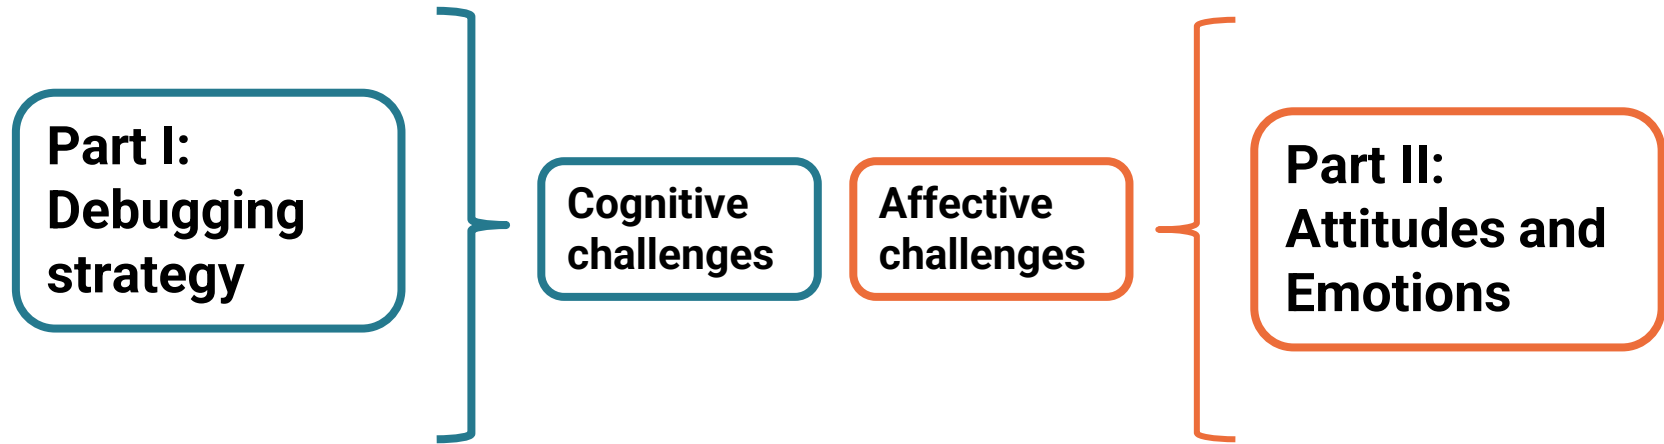 Part I:
Debugging
strategy
Cognitive
challenges
Affective
challenges
Part II:
Attitudes and
Emotions